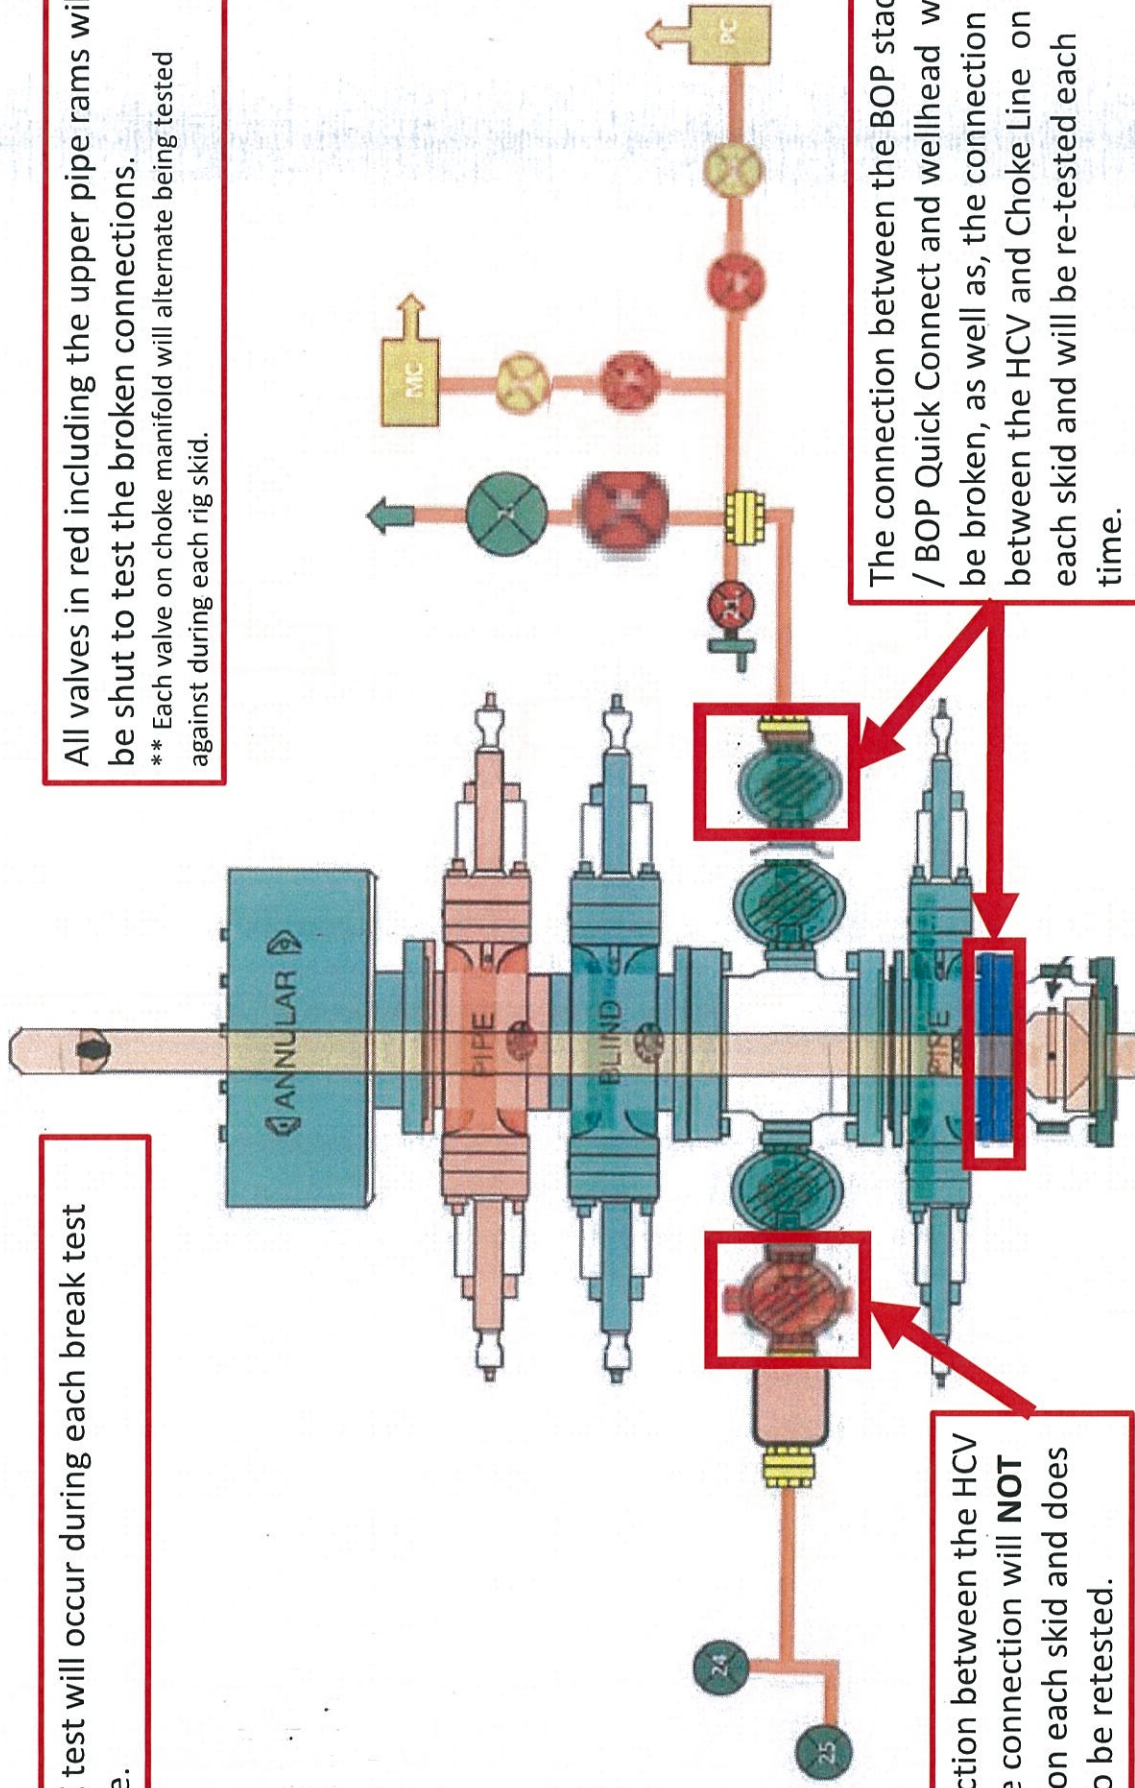 test will occur during each break test
e.
All valves in red including the upper pipe rams wil
be shut to test the broken connections.
** Each valve on choke manifold will alternate being tested
against during each rig skid.
ANNULAR
PIPE
BLIND
PIPE
MC
PC
21
24
25
ction between the HCV
e connection will NOT
on each skid and does
o be retested.
The connection between the BOP stac
/ BOP Quick Connect and wellhead w
be broken, as well as, the connection
between the HCV and Choke Line on
each skid and will be re-tested each
time.